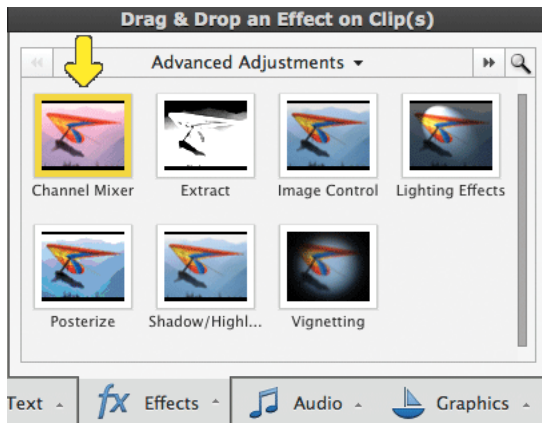 Drag & Drop an Effect on Clip(s)
Advanced Adjustments
Channel Mixer Extract Image Control Lighting Effects
Posterize Shadow/Highl... Vignetting
Text fx Effects Audio Graphics